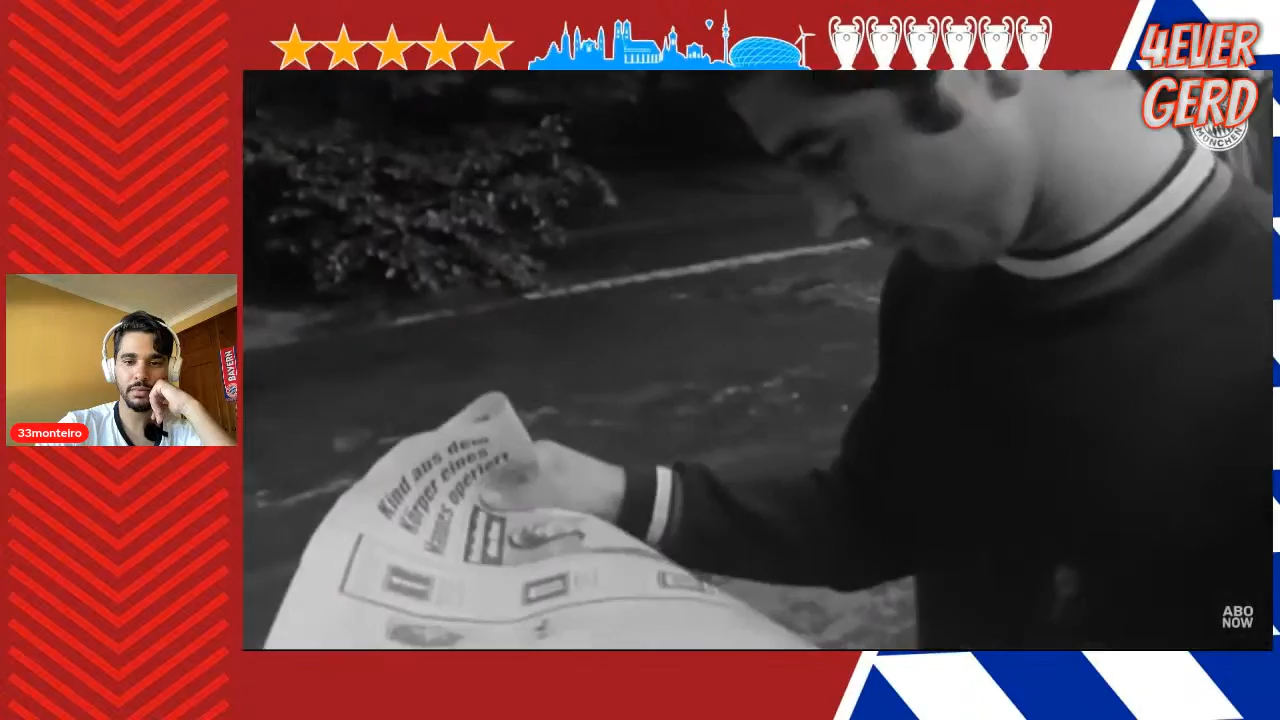 4EVER
GERD
MÜNCHEN
BAYERN
33monteiro
Kind aus dem
Körper eines
Mannes operiert
ABO
NOW